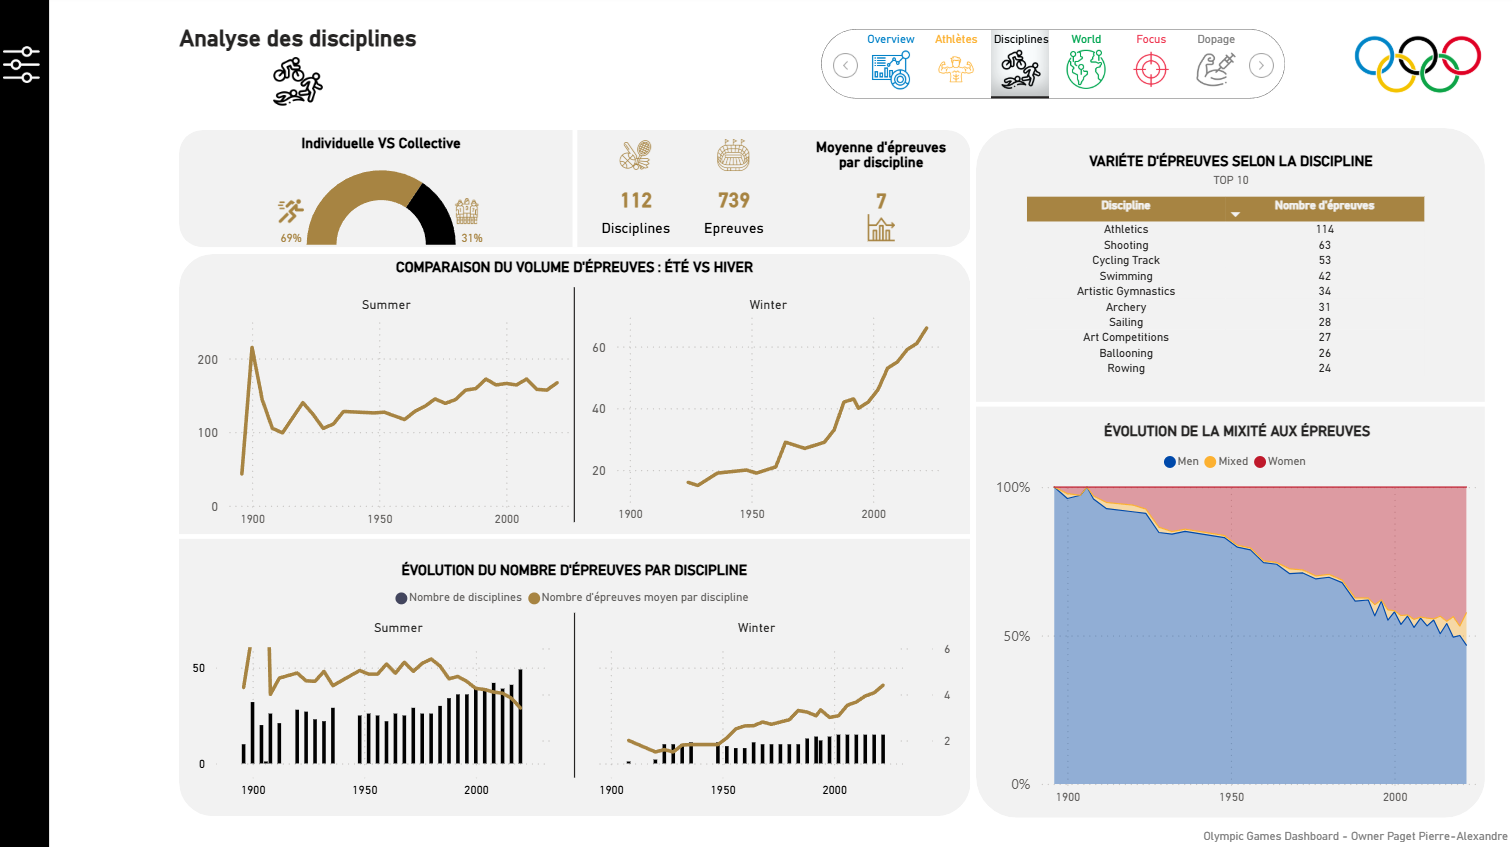 Analyse des disciplines
Overview
Athlètes
Disciplines
World
Focus
Dopage
Individuelle VS Collective
69%
31%
112
Disciplines
739
Epreuves
Moyenne d'épreuves
par discipline
7
COMPARAISON DU VOLUME D'ÉPREUVES : ÉTÉ VS HIVER
Summer
Winter
200
100
0
1900
1950
2000
60
40
20
1900
1950
2000
ÉVOLUTION DU NOMBRE D'ÉPREUVES PAR DISCIPLINE
Nombre de disciplines
Nombre d'épreuves moyen par discipline
Summer
Winter
50
0
1900
1950
2000
6
4
2
1900
1950
2000
VARIÉTE D'ÉPREUVES SELON LA DISCIPLINE
TOP 10
Discipline Nombre d'épreuves
Athletics 114
Shooting 63
Cycling Track 53
Swimming 42
Artistic Gymnastics 34
Archery 31
Sailing 28
Art Competitions 27
Ballooning 26
Rowing 24
ÉVOLUTION DE LA MIXITÉ AUX ÉPREUVES
Men Mixed Women
100%
50%
0%
1900
1950
2000
Olympic Games Dashboard - Owner Paget Pierre-Alexandre